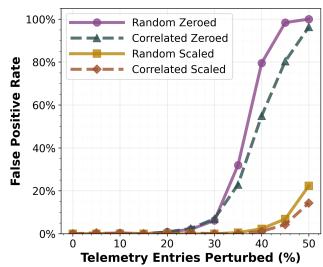 Random Zeroed
Correlated Zeroed
Random Scaled
Correlated Scaled
False Positive Rate
100%
80%
60%
40%
20%
0%
0 10 20 30 40 50
Telemetry Entries Perturbed (%)